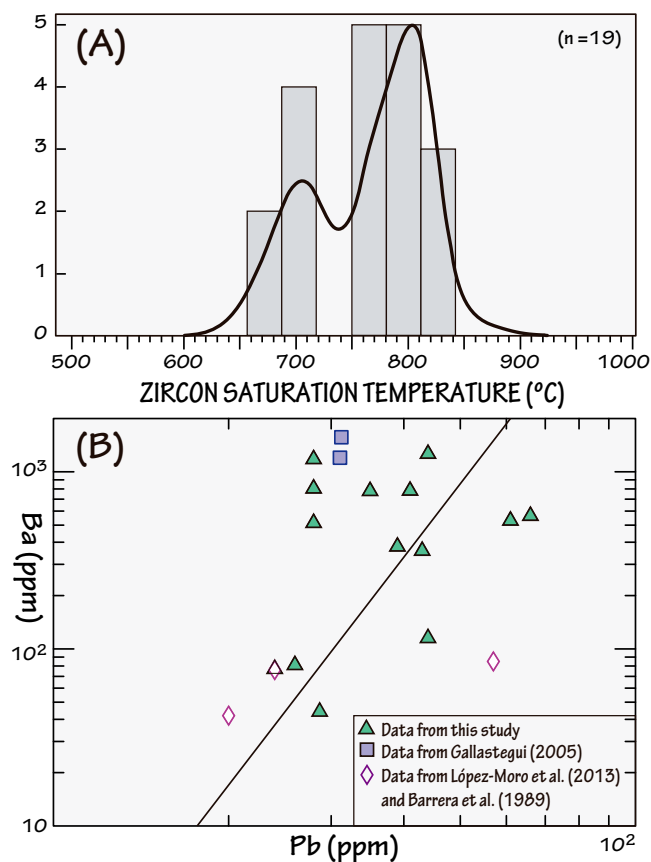 (A)
(n=19)
5
4
3
2
1
0
500 600 700 800 900 1000
ZIRCON SATURATION TEMPERATURE (ºC)
(B)
10³
Ba (ppm)
10²
10
Data from this study
Data from Gallastegui (2005)
Data from López-Moro et al. (2013)
and Barrera et al. (1989)
Pb (ppm)
10²